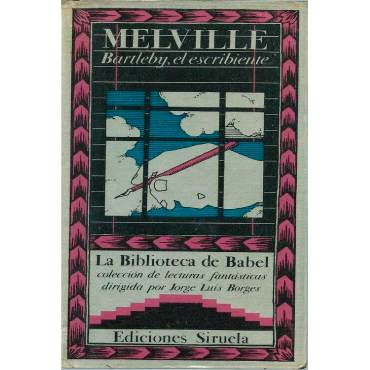 MELVILLE
Bartleby, el escribiente
La Biblioteca de Babel
colección de lecturas fantásticas
dirigida por Jorge Luis Borges
Ediciones Siruela